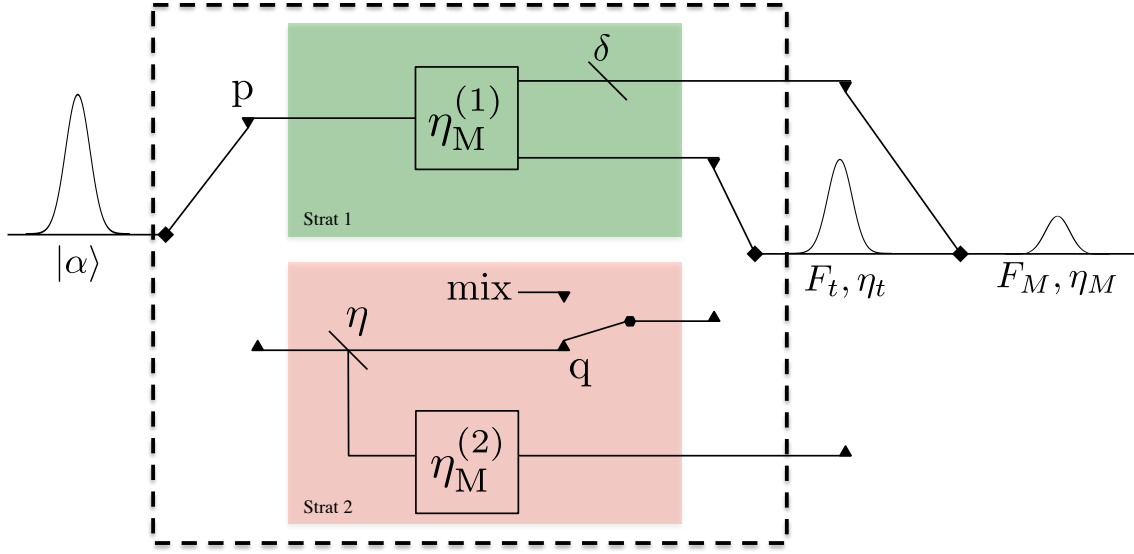 δ
p
η_M^(1)
Strat 1
|α⟩
F_t, η_t
F_M, η_M
mix
η
q
η_M^(2)
Strat 2